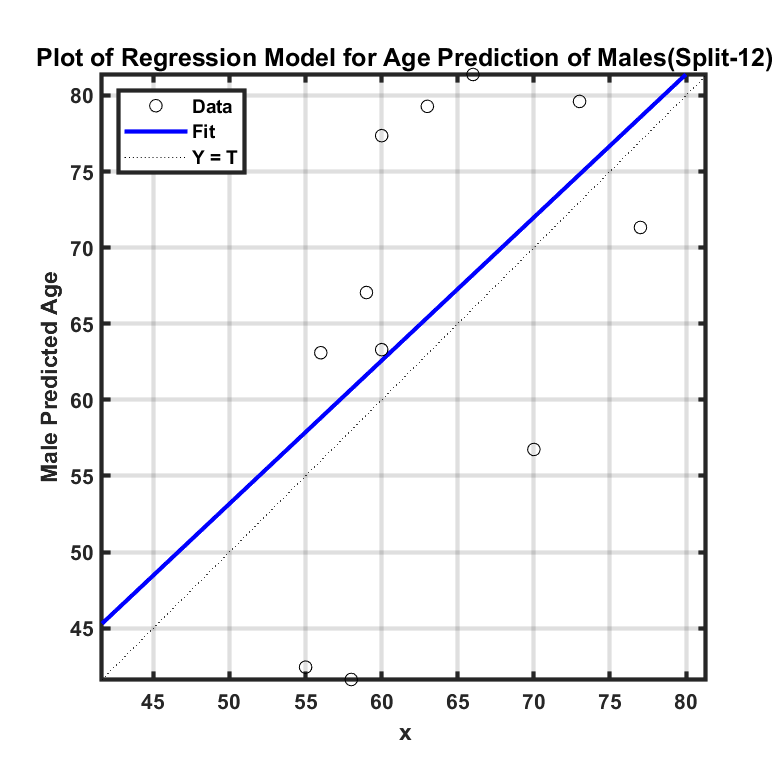 Plot of Regression Model for Age Prediction of Males(Split-12)
Data
Fit
Y = T
80
75
70
65
60
55
50
45
Male Predicted Age
45 50 55 60 65 70 75 80
x